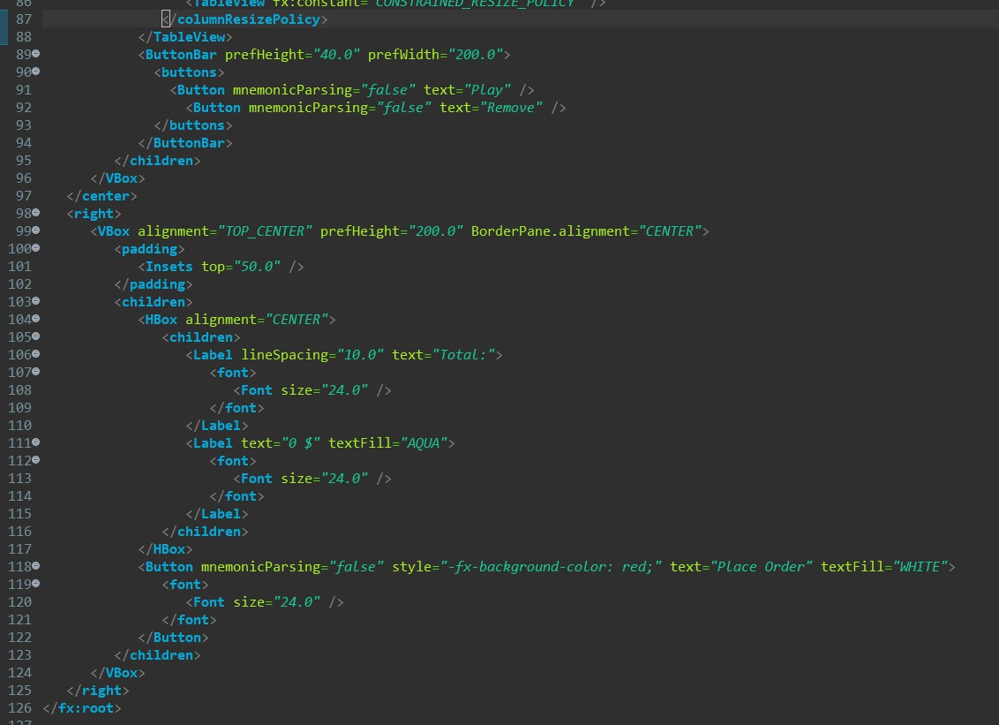 86 <TableView fx:constant="CONSTRAINED_RESIZE_POLICY" />
87 </columnResizePolicy>
88 </TableView>
89 <ButtonBar prefHeight="40.0" prefWidth="200.0">
90 <buttons>
91 <Button mnemonicParsing="false" text="Play" />
92 <Button mnemonicParsing="false" text="Remove" />
93 </buttons>
94 </ButtonBar>
95 </children>
96 </VBox>
97 </center>
98 <right>
99 <VBox alignment="TOP_CENTER" prefHeight="200.0" BorderPane.alignment="CENTER">
100 <padding>
101 <Insets top="50.0" />
102 </padding>
103 <children>
104 <HBox alignment="CENTER">
105 <children>
106 <Label lineSpacing="10.0" text="Total:">
107 <font>
108 <Font size="24.0" />
109 </font>
110 </Label>
111 <Label text="0 $" textFill="AQUA">
112 <font>
113 <Font size="24.0" />
114 </font>
115 </Label>
116 </children>
117 </HBox>
118 <Button mnemonicParsing="false" style="-fx-background-color: red;" text="Place Order" textFill="WHITE">
119 <font>
120 <Font size="24.0" />
121 </font>
122 </Button>
123 </children>
124 </VBox>
125 </right>
126 </fx:root>
127